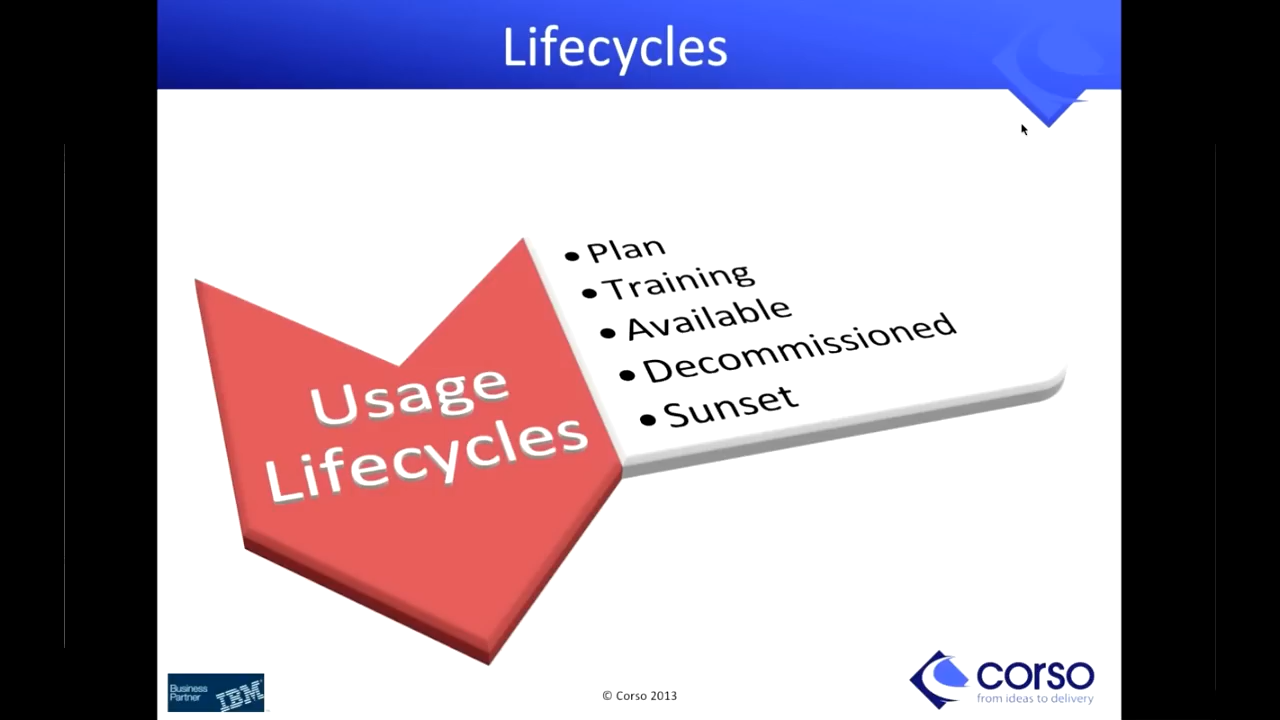 Lifecycles
Usage
Lifecycles
• Plan
• Training
• Available
• Decommissioned
• Sunset
Business
Partner
IBM
© Corso 2013
corso
from ideas to delivery